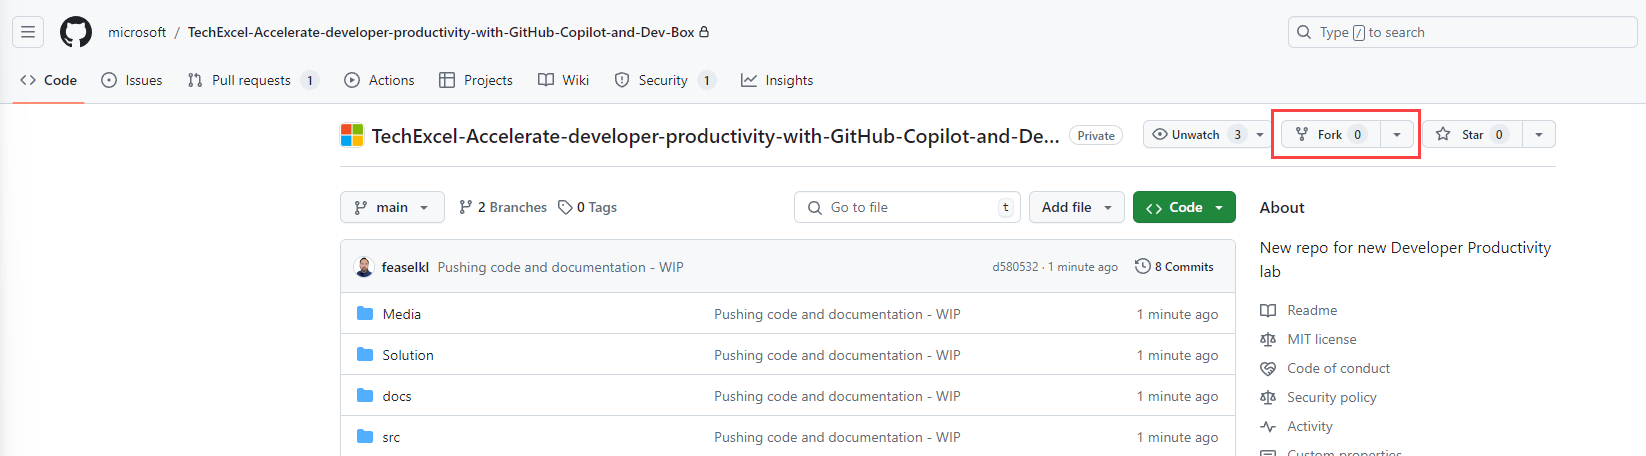 microsoft / TechExcel-Accelerate-developer-productivity-with-GitHub-Copilot-and-Dev-Box
Type / to search
Code Issues Pull requests 1 Actions Projects Wiki Security 1 Insights
TechExcel-Accelerate-developer-productivity-with-GitHub-Copilot-and-De... Private
Unwatch 3 Fork 0 Star 0
main 2 Branches 0 Tags Go to file t Add file Code
About
feaselkl Pushing code and documentation - WIP d580532 · 1 minute ago 8 Commits
New repo for new Developer Productivity
lab
Media Pushing code and documentation - WIP 1 minute ago
Readme
MIT license
Solution Pushing code and documentation - WIP 1 minute ago
Code of conduct
docs Pushing code and documentation - WIP 1 minute ago
Security policy
Activity
src Pushing code and documentation - WIP 1 minute ago
Custom properties